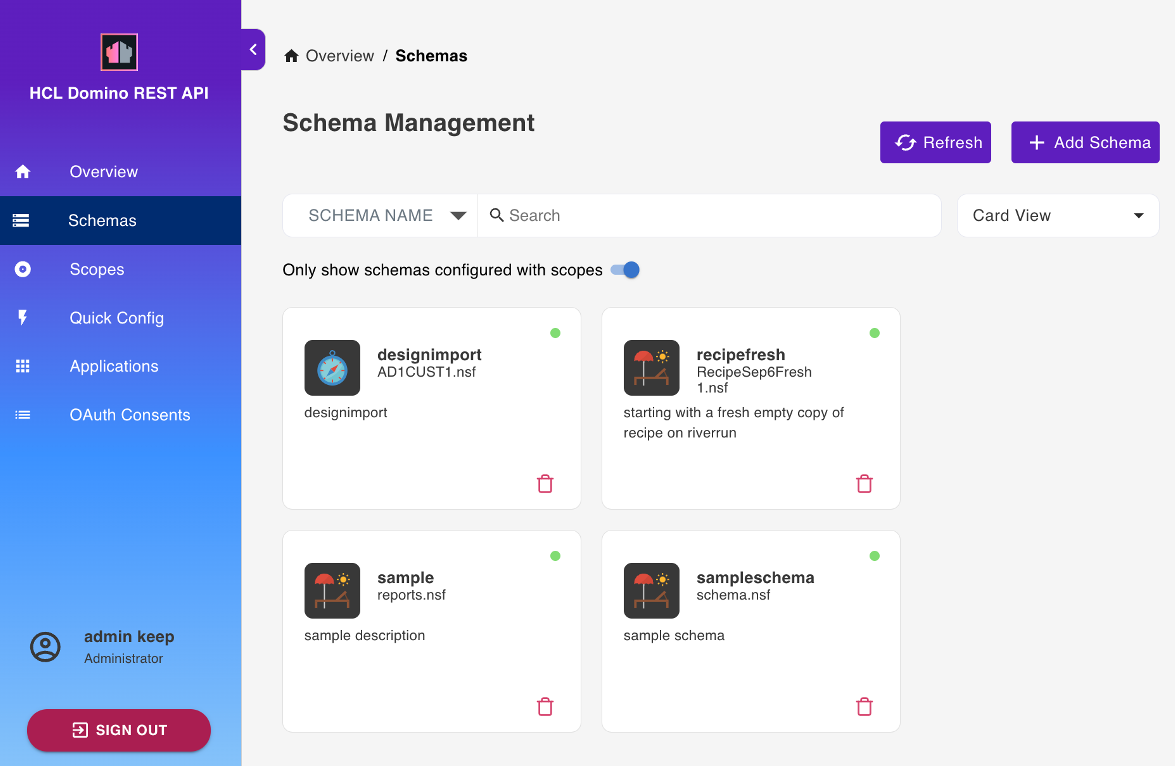 HCL Domino REST API
Overview
Schemas
Scopes
Quick Config
Applications
OAuth Consents
admin keep
Administrator
SIGN OUT
Overview / Schemas
Schema Management
Refresh
Add Schema
SCHEMA NAME
Search
Card View
Only show schemas configured with scopes
designimport
AD1CUST1.nsf
designimport
recipefresh
RecipeSep6Fresh
1.nsf
starting with a fresh empty copy of
recipe on riverrun
sample
reports.nsf
sample description
sampleschema
schema.nsf
sample schema